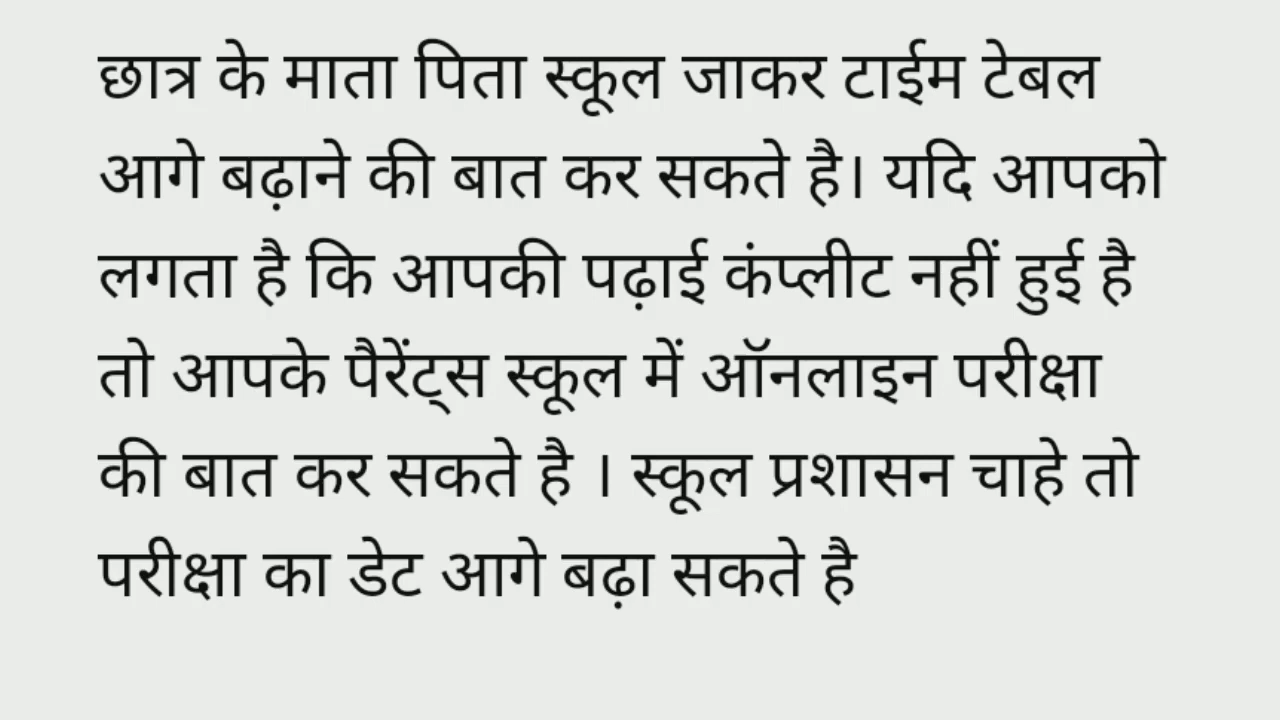 छात्र के माता पिता स्कूल जाकर टाईम टेबल
आगे बढ़ाने की बात कर सकते है। यदि आपको
लगता है कि आपकी पढ़ाई कंप्लीट नहीं हुई है
तो आपके पैरेंट्स स्कूल में ऑनलाइन परीक्षा
की बात कर सकते है । स्कूल प्रशासन चाहे तो
परीक्षा का डेट आगे बढ़ा सकते है